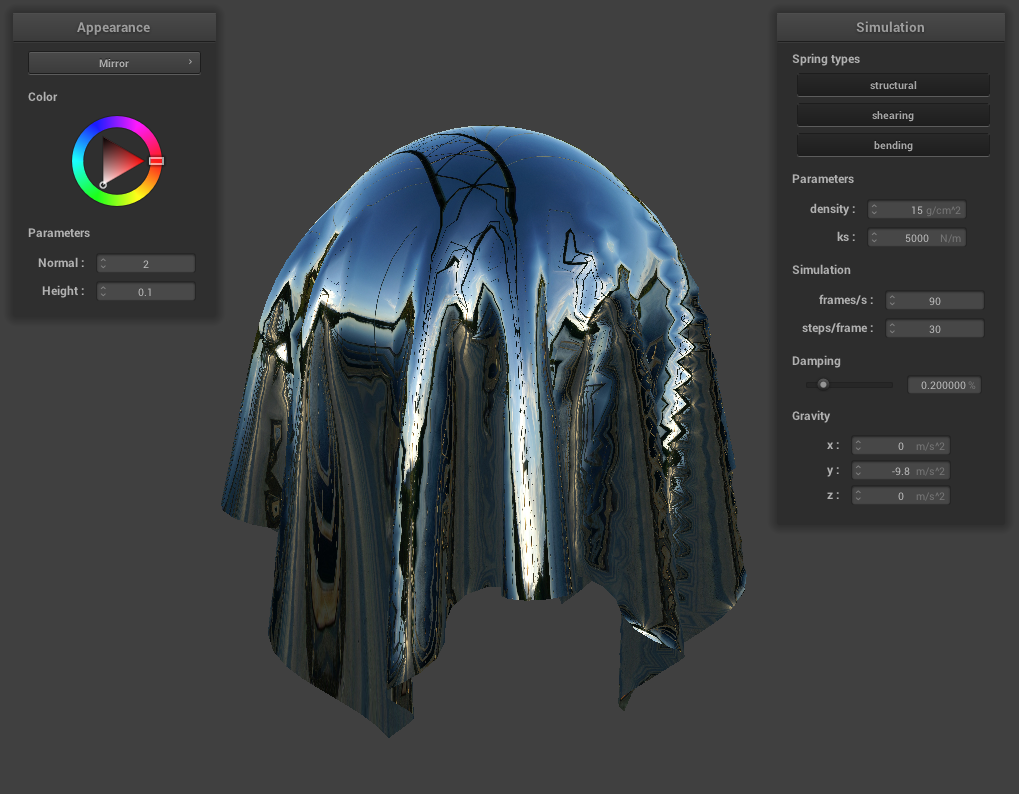 Appearance
Mirror
Color
Parameters
Normal : 2
Height : 0.1
Simulation
Spring types
structural
shearing
bending
Parameters
density : 15 g/cm^2
ks : 5000 N/m
Simulation
frames/s : 90
steps/frame : 30
Damping
0.200000 %
Gravity
x : 0 m/s^2
y : -9.8 m/s^2
z : 0 m/s^2